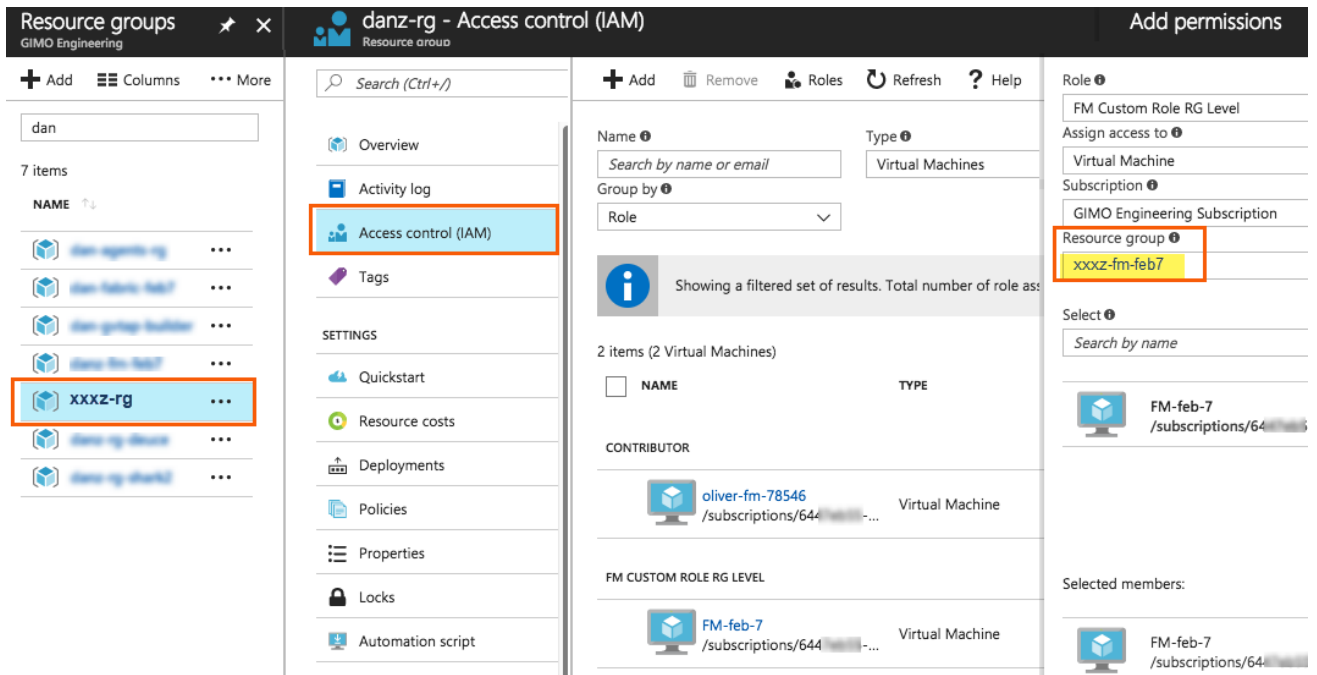 Resource groups
GIMO Engineering
Add
Columns
More
dan
7 items
NAME
xxxz-rg
danz-rg - Access control (IAM)
Resource group
Search (Ctrl+/)
Overview
Activity log
Access control (IAM)
Tags
SETTINGS
Quickstart
Resource costs
Deployments
Policies
Properties
Locks
Automation script
Add
Remove
Roles
Refresh
? Help
Name
Search by name or email
Type
Virtual Machines
Group by
Role
Showing a filtered set of results. Total number of role ass
2 items (2 Virtual Machines)
NAME TYPE
CONTRIBUTOR
oliver-fm-78546
/subscriptions/644 -...
Virtual Machine
FM CUSTOM ROLE RG LEVEL
FM-feb-7
/subscriptions/644 -...
Virtual Machine
Add permissions
Role
FM Custom Role RG Level
Assign access to
Virtual Machine
Subscription
GIMO Engineering Subscription
Resource group
xxxz-fm-feb7
Select
Search by name
FM-feb-7
/subscriptions/64
Selected members:
FM-feb-7
/subscriptions/64